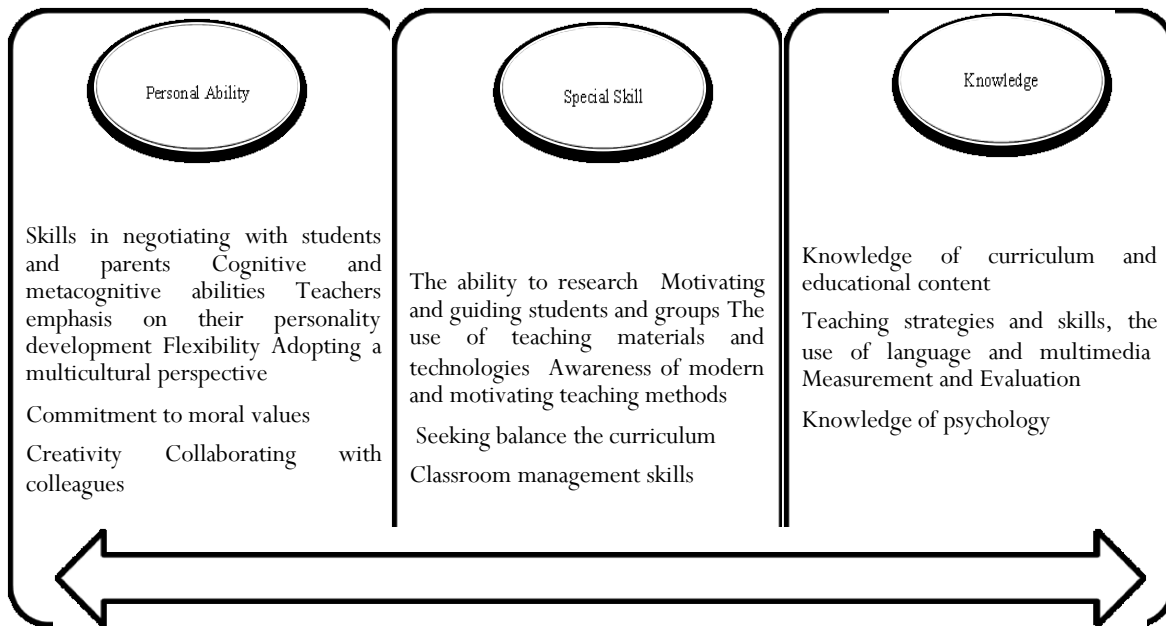 Personal Ability
Skills in negotiating with students
and parents Cognitive and
metacognitive abilities Teachers
emphasis on their personality
development Flexibility Adopting a
multicultural perspective
Commitment to moral values
Creativity Collaborating with
colleagues
Special Skill
The ability to research Motivating
and guiding students and groups The
use of teaching materials and
technologies Awareness of modern
and motivating teaching methods
Seeking balance the curriculum
Classroom management skills
Knowledge
Knowledge of curriculum and
educational content
Teaching strategies and skills, the
use of language and multimedia
Measurement and Evaluation
Knowledge of psychology